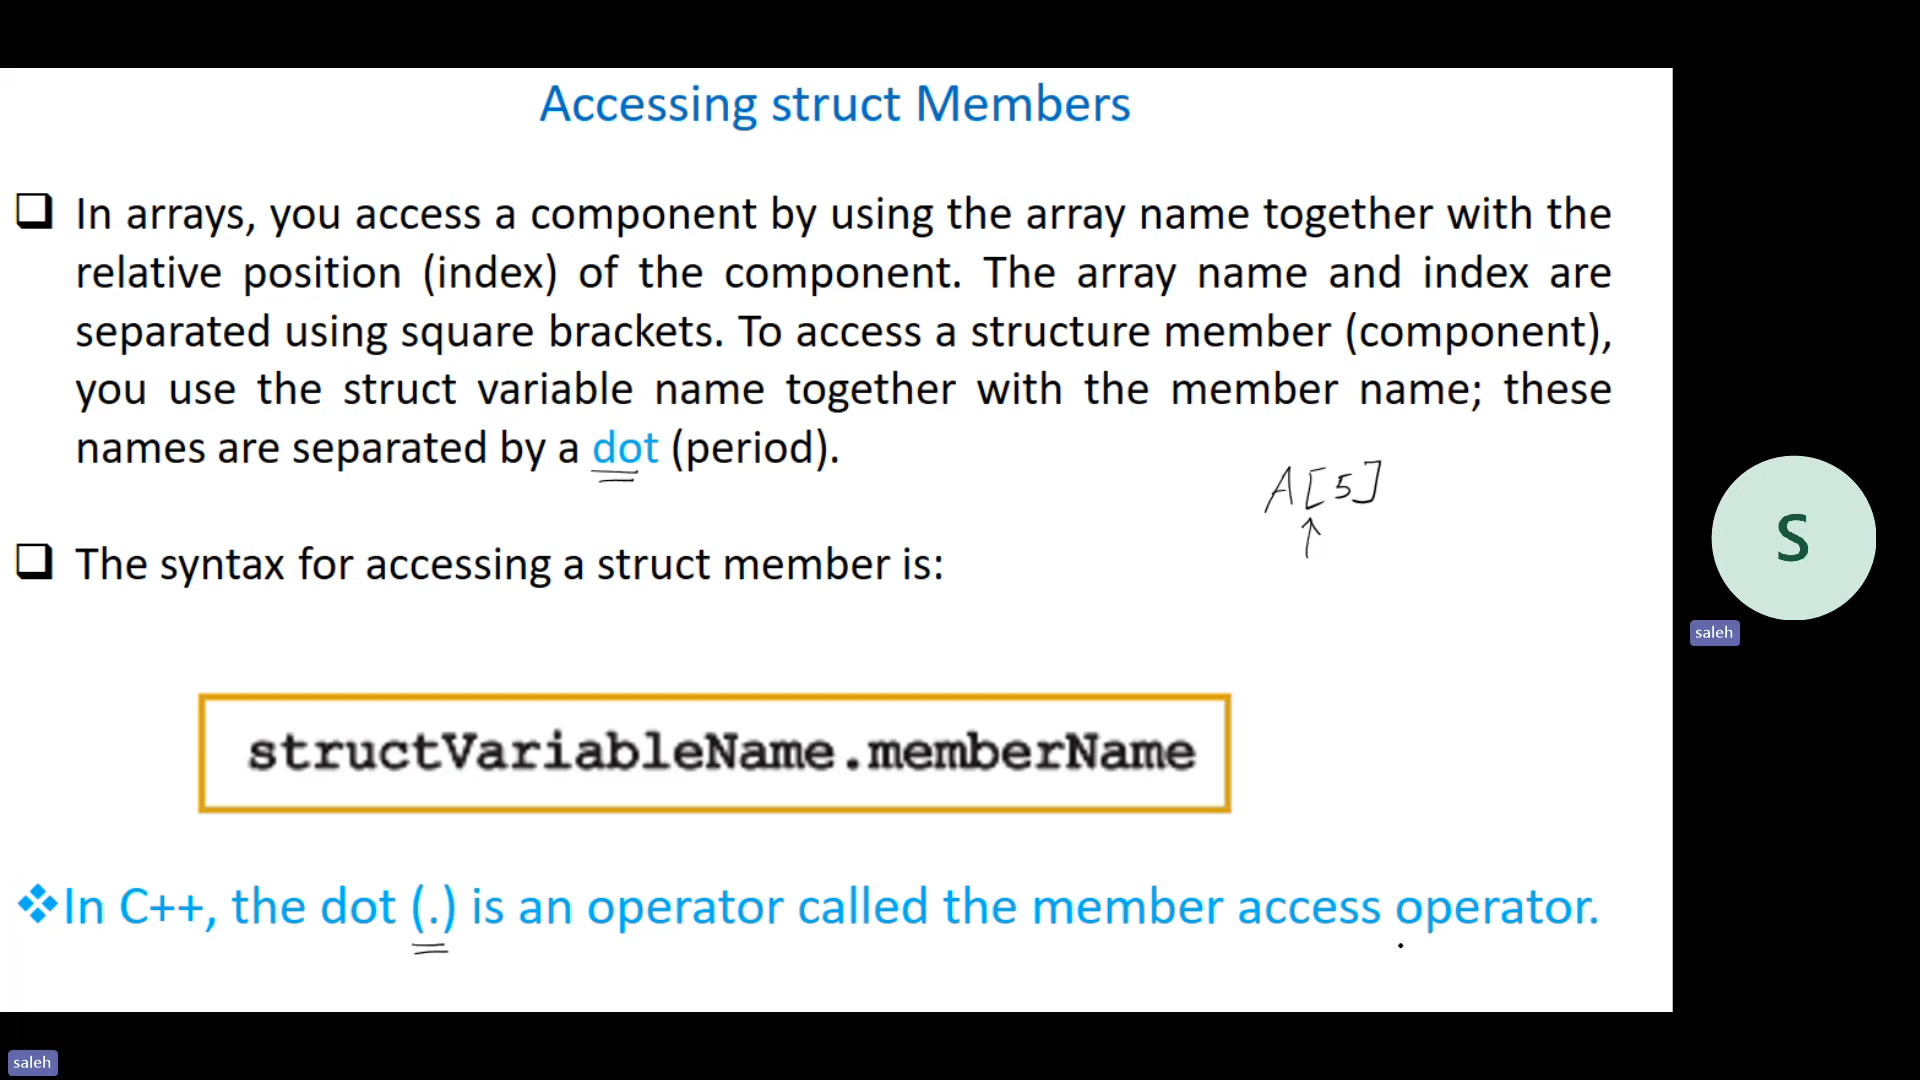 Accessing struct Members
❑ In arrays, you access a component by using the array name together with the
relative position (index) of the component. The array name and index are
separated using square brackets. To access a structure member (component),
you use the struct variable name together with the member name; these
names are separated by a dot (period).
A[5]
❑ The syntax for accessing a struct member is:
S
saleh
structVariableName.memberName
❖In C++, the dot (.) is an operator called the member access operator.
saleh